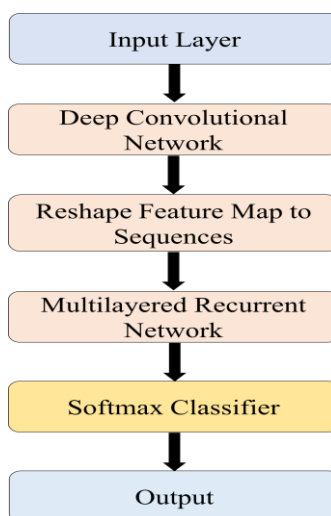 Input Layer
Deep Convolutional
Network
Reshape Feature Map to
Sequences
Multilayered Recurrent
Network
Softmax Classifier
Output